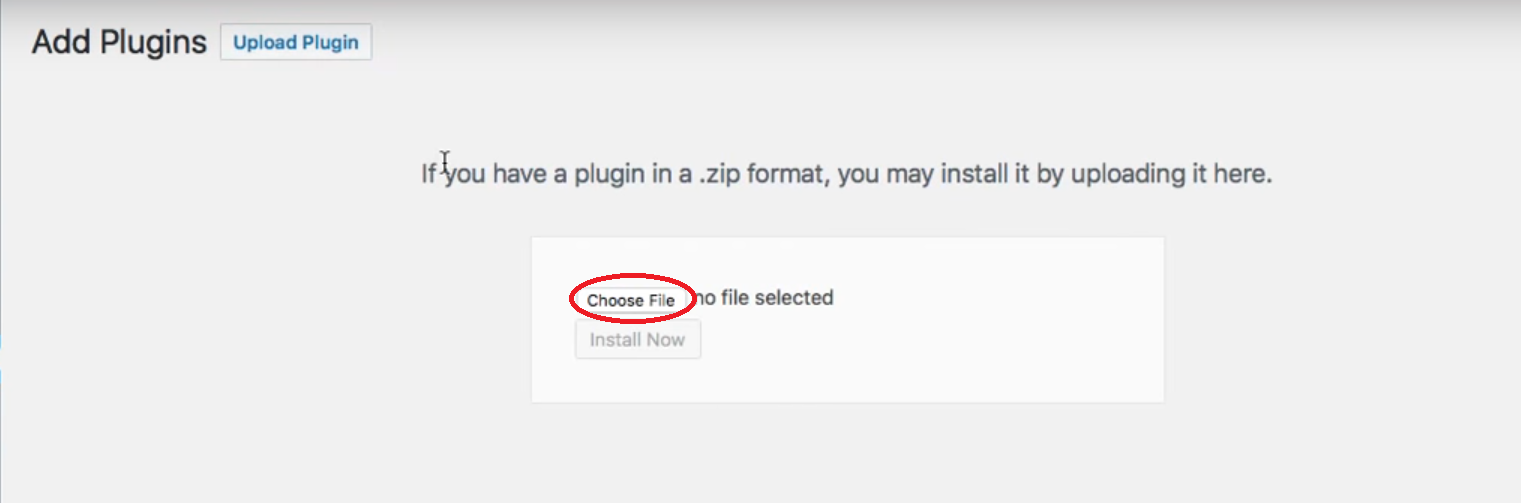 Add Plugins Upload Plugin
If you have a plugin in a .zip format, you may install it by uploading it here.
Choose File no file selected
Install Now